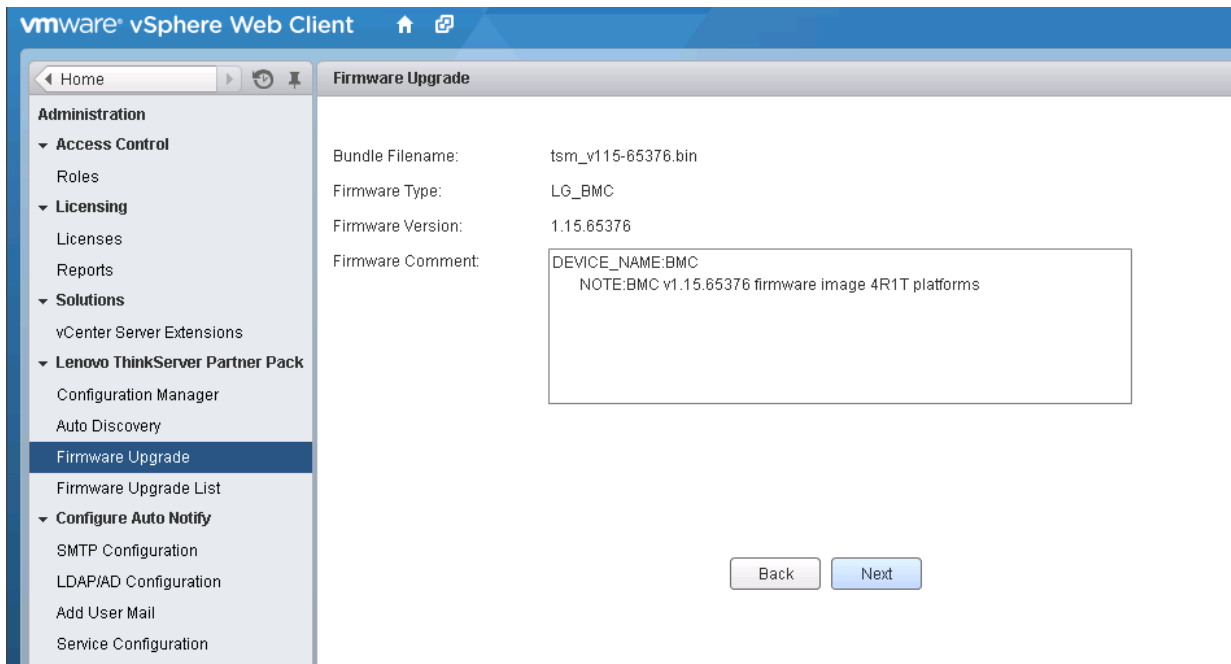 vmware® vSphere Web Client
Home
Administration
Access Control
Roles
Licensing
Licenses
Reports
Solutions
vCenter Server Extensions
Lenovo ThinkServer Partner Pack
Configuration Manager
Auto Discovery
Firmware Upgrade
Firmware Upgrade List
Configure Auto Notify
SMTP Configuration
LDAP/AD Configuration
Add User Mail
Service Configuration
Firmware Upgrade
Bundle Filename: tsm_v115-65376.bin
Firmware Type: LG_BMC
Firmware Version: 1.15.65376
Firmware Comment: DEVICE_NAME:BMC
NOTE:BMC v1.15.65376 firmware image 4R1T platforms
Back Next